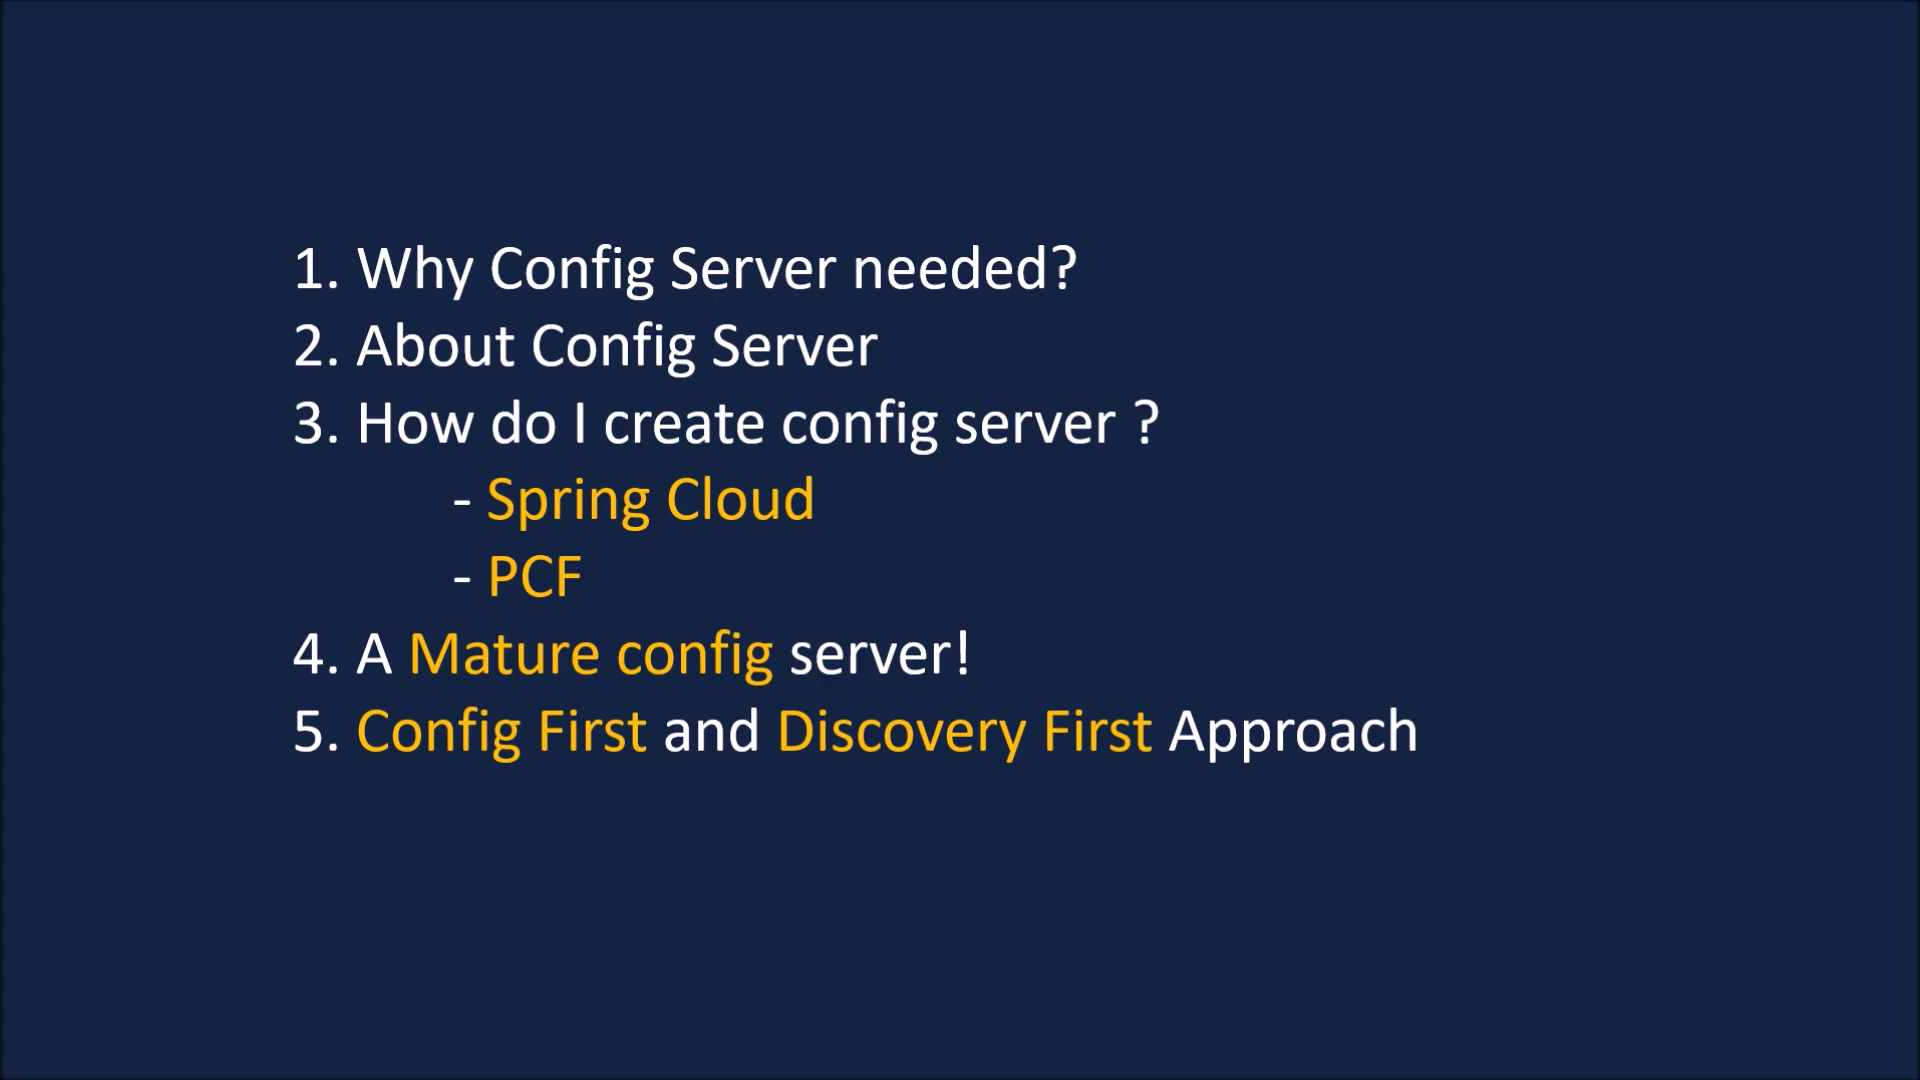 1. Why Config Server needed?
2. About Config Server
3. How do I create config server ?
- Spring Cloud
- PCF
4. A Mature config server!
5. Config First and Discovery First Approach